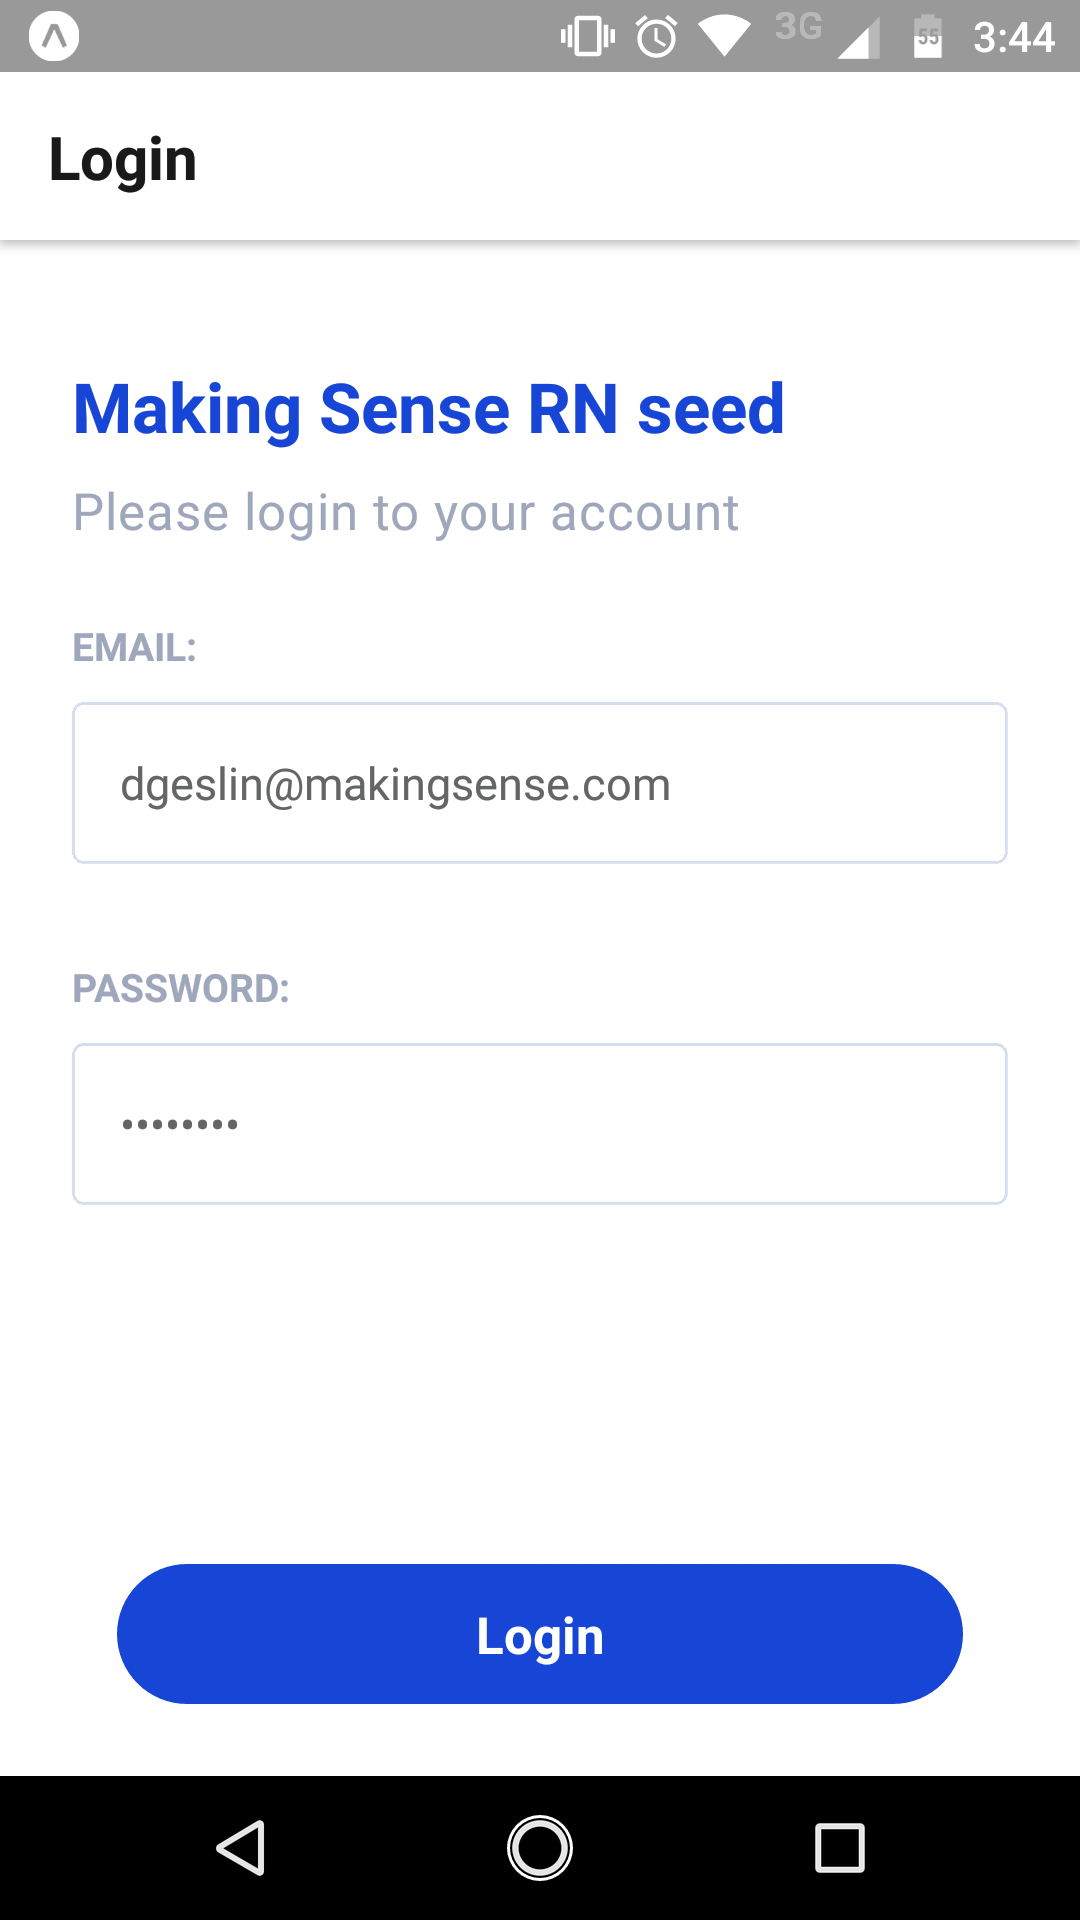 3G 55 3:44
Login
Making Sense RN seed
Please login to your account
EMAIL:
dgeslin@makingsense.com
PASSWORD:
••••••••
Login